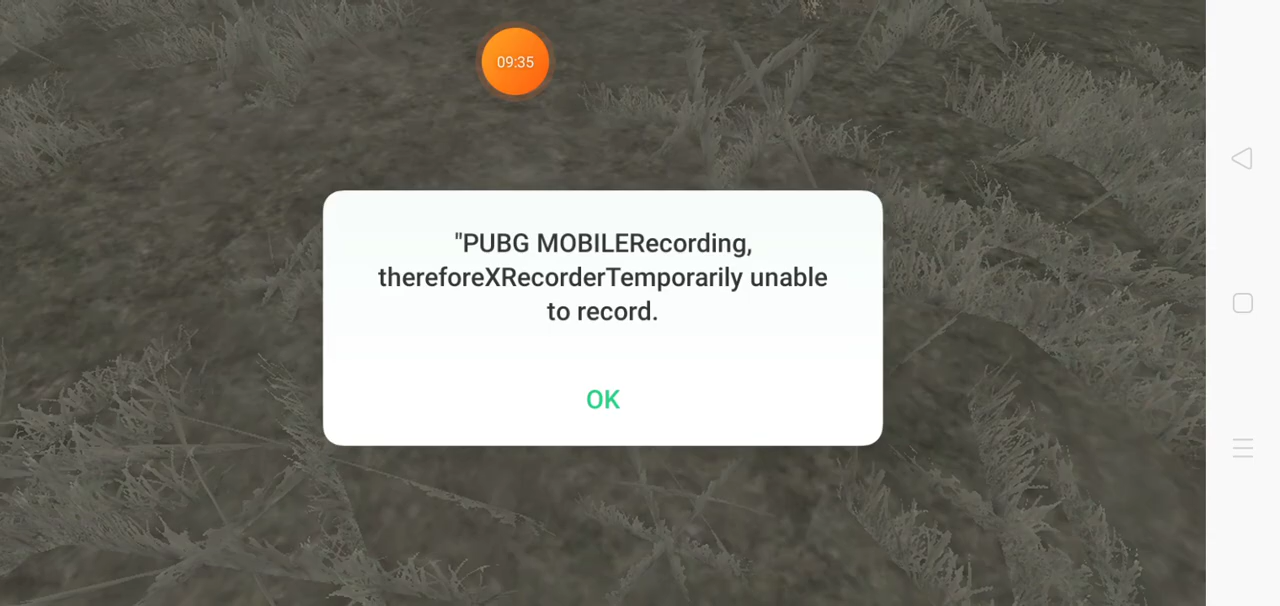 09:35
"PUBG MOBILERecording,
thereforeXRecorderTemporarily unable
to record.
OK